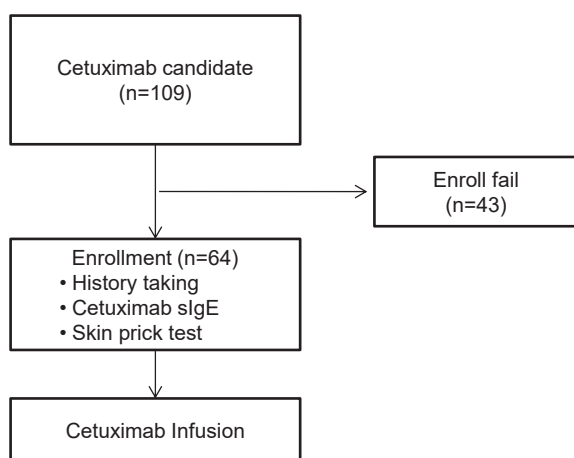 Cetuximab candidate
(n=109)
Enroll fail
(n=43)
Enrollment (n=64)
• History taking
• Cetuximab sIgE
• Skin prick test
Cetuximab Infusion